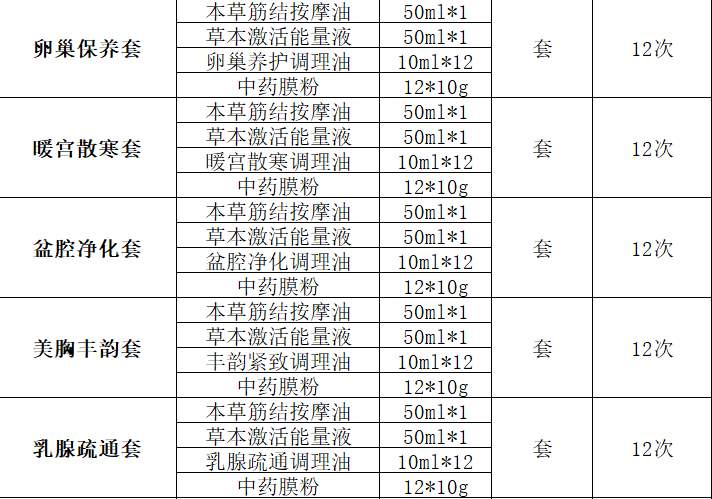 卵巢保养套 本草筋结按摩油 50ml*1 套 12次
草本激活能量液 50ml*1
卵巢养护调理油 10ml*12
中药膜粉 12*10g
暖宫散寒套 本草筋结按摩油 50ml*1 套 12次
草本激活能量液 50ml*1
暖宫散寒调理油 10ml*12
中药膜粉 12*10g
盆腔净化套 本草筋结按摩油 50ml*1 套 12次
草本激活能量液 50ml*1
盆腔净化调理油 10ml*12
中药膜粉 12*10g
美胸丰韵套 本草筋结按摩油 50ml*1 套 12次
草本激活能量液 50ml*1
丰韵紧致调理油 10ml*12
中药膜粉 12*10g
乳腺疏通套 本草筋结按摩油 50ml*1 套 12次
草本激活能量液 50ml*1
乳腺疏通调理油 10ml*12
中药膜粉 12*10g